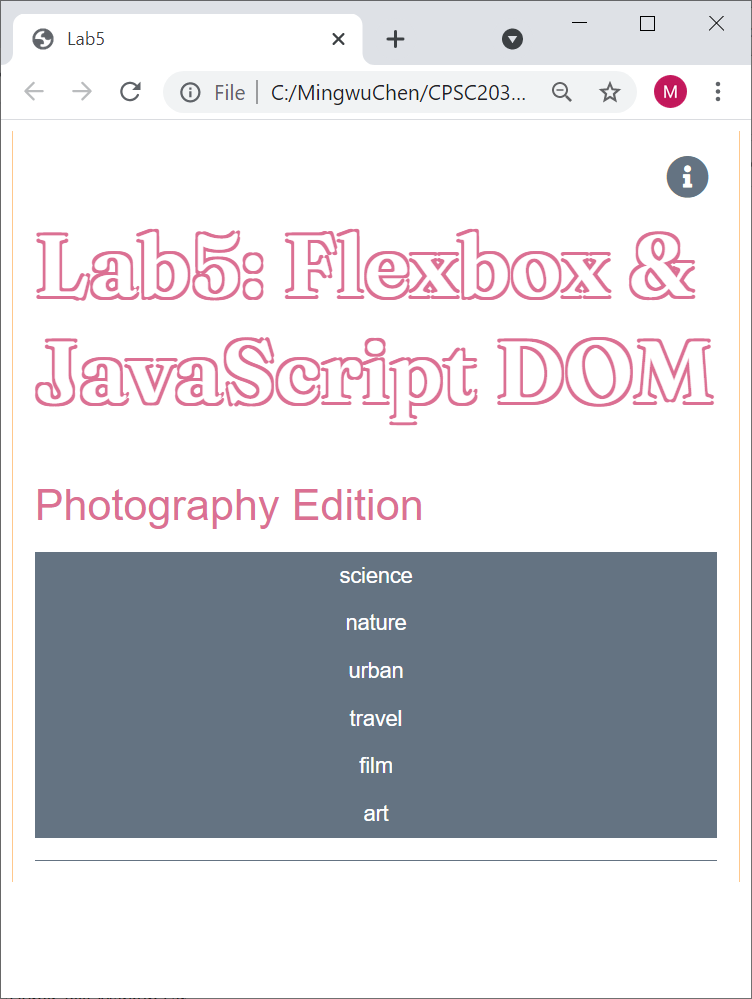 Lab5
File C:/MingwuChen/CPSC203... M
Lab5: Flexbox &
JavaScript DOM
Photography Edition
science
nature
urban
travel
film
art